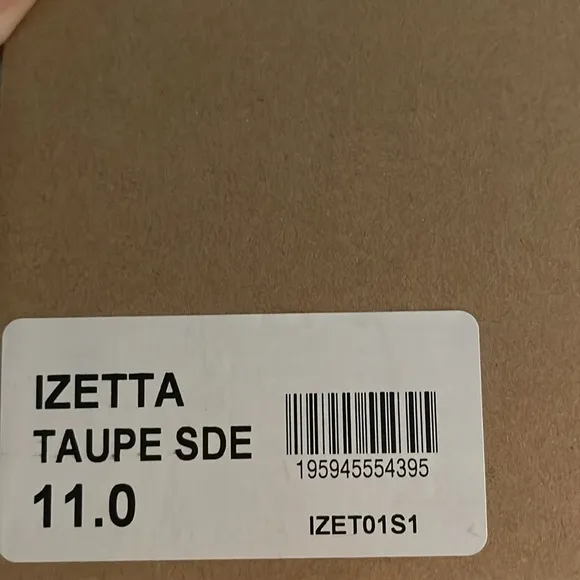 IZETTA
TAUPE SDE
11.0
195945554395
IZET01S1